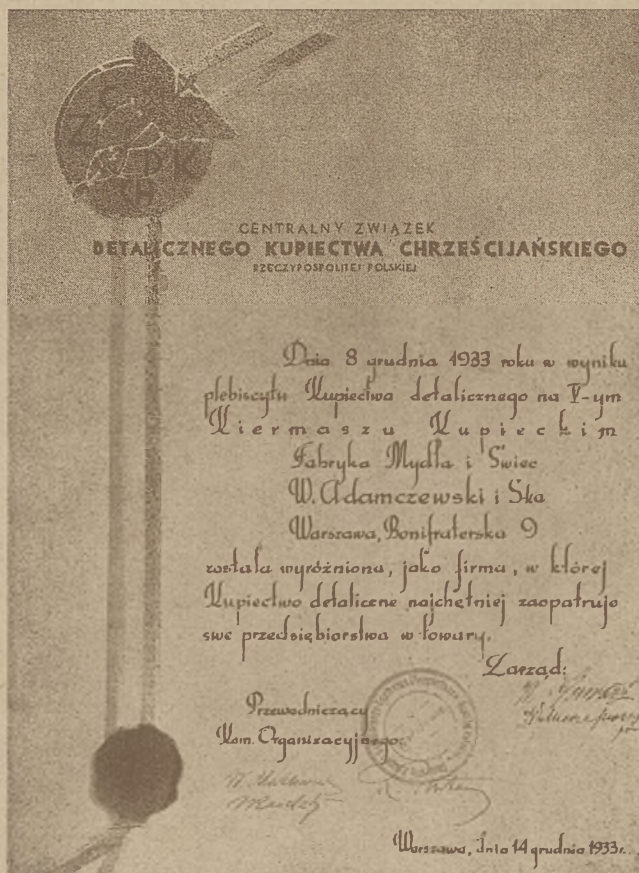 C Z
Z P D K
CH
CENTRALNY ZWIĄZEK
DETALICZNEGO KUPIECTWA CHRZEŚCIJAŃSKIEGO
RZECZYPOSPOLITEJ POLSKIEJ
Dnia 8 grudnia 1933 roku w wyniku
plebiscytu Kupiectwa detalicznego na V-ym
Kiermaszu Kupieckim
Fabryka Mydła i Świec
W. Adamczewski i Ska
Warszawa, Bonifraterska 9
została wyróżniona, jako firma, w której
Kupiectwo detaliczne najchętniej zaopatruje
swe przedsiębiorstwa w towary.
Zarząd:
Przewodniczący
Kom. Organizacyjnego:
Warszawa, dnia 14 grudnia 1933r.